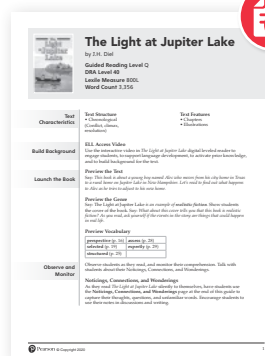 The Light at Jupiter Lake
by J.H. Diel
Guided Reading Level Q
DRA Level 40
Lexile Measure 800L
Word Count 3,356
Text Characteristics
Text Structure
• Chronological
(Conflict, climax,
resolution)
Text Features
• Chapters
• Illustrations
Build Background
ELL Access Video
Use the interactive video in The Light at Jupiter Lake digital leveled reader to
engage students, to support language development, to activate prior knowledge,
and to build background for the text.
Launch the Book
Preview the Text
Say: This book is about a young boy named Alex who moves from his city home in Texas
to a rural home on Jupiter Lake in New Hampshire. Let's read to find out what happens
to Alex as he tries to adjust to his new home.
Preview the Genre
Say: The Light at Jupiter Lake is an example of realistic fiction. Show students
the cover of the book. Say: What about this cover tells you that this book is realistic
fiction? As you read, ask yourself if the events in the story are things that could happen
in real life.
Preview Vocabulary
perspective (p. 16) access (p. 28)
selected (p. 19) equity (p. 29)
structured (p. 28)
Observe and Monitor
Observe students as they read, and monitor their comprehension. Talk with
students about their Noticings, Connections, and Wonderings.
Noticings, Connections, and Wonderings
As they read The Light at Jupiter Lake silently to themselves, have students use
the Noticings, Connections, and Wonderings page at the end of this guide to
capture their thoughts, questions, and unfamiliar words. Encourage students to
use their notes in discussions and writing.
Pearson © Copyright 2020
1